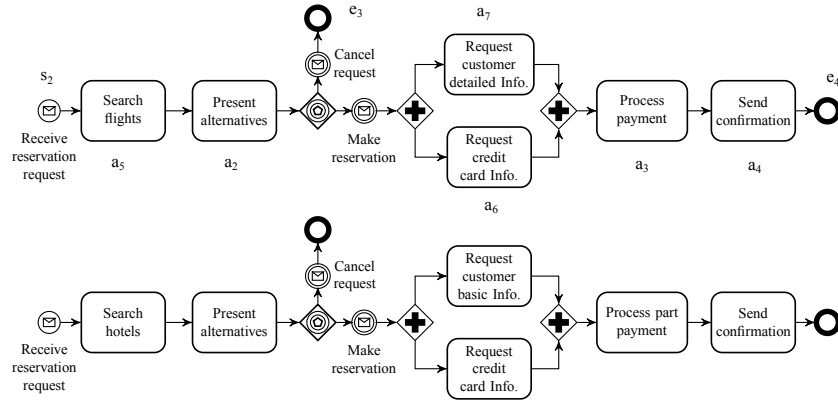 e3
a7
Cancel
request
Request
customer
detailed Info.
s2
e4
Search
flights
Present
alternatives
Process
payment
Send
confirmation
Receive
reservation
request
Make
reservation
Request
credit
card Info.
a5
a2
a3
a4
a6
Cancel
request
Request
customer
basic Info.
Search
hotels
Present
alternatives
Process part
payment
Send
confirmation
Receive
reservation
request
Make
reservation
Request
credit
card Info.